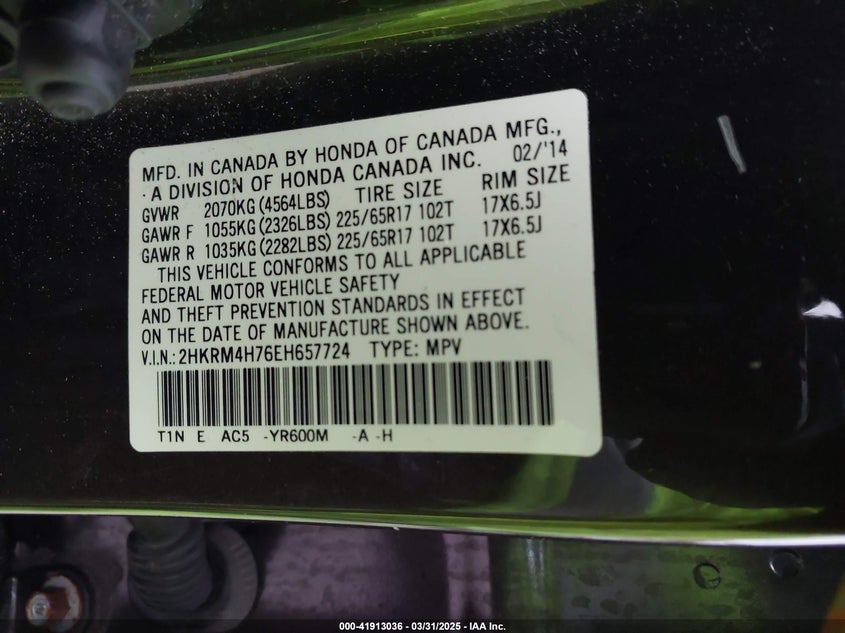 MFD. IN CANADA BY HONDA OF CANADA MFG.,
A DIVISION OF HONDA CANADA INC. 02/'14
GVWR 2070KG (4564LBS) TIRE SIZE RIM SIZE
GAWR F 1055KG (2326LBS) 225/65R17 102T 17X6.5J
GAWR R 1035KG (2282LBS) 225/65R17 102T 17X6.5J
THIS VEHICLE CONFORMS TO ALL APPLICABLE
FEDERAL MOTOR VEHICLE SAFETY
AND THEFT PREVENTION STANDARDS IN EFFECT
ON THE DATE OF MANUFACTURE SHOWN ABOVE.
V.I.N.: 2HKRM4H76EH657724 TYPE: MPV
T1N E AC5 -YR600M -A -H
000-41913036 - 03/31/2025 - IAA Inc.